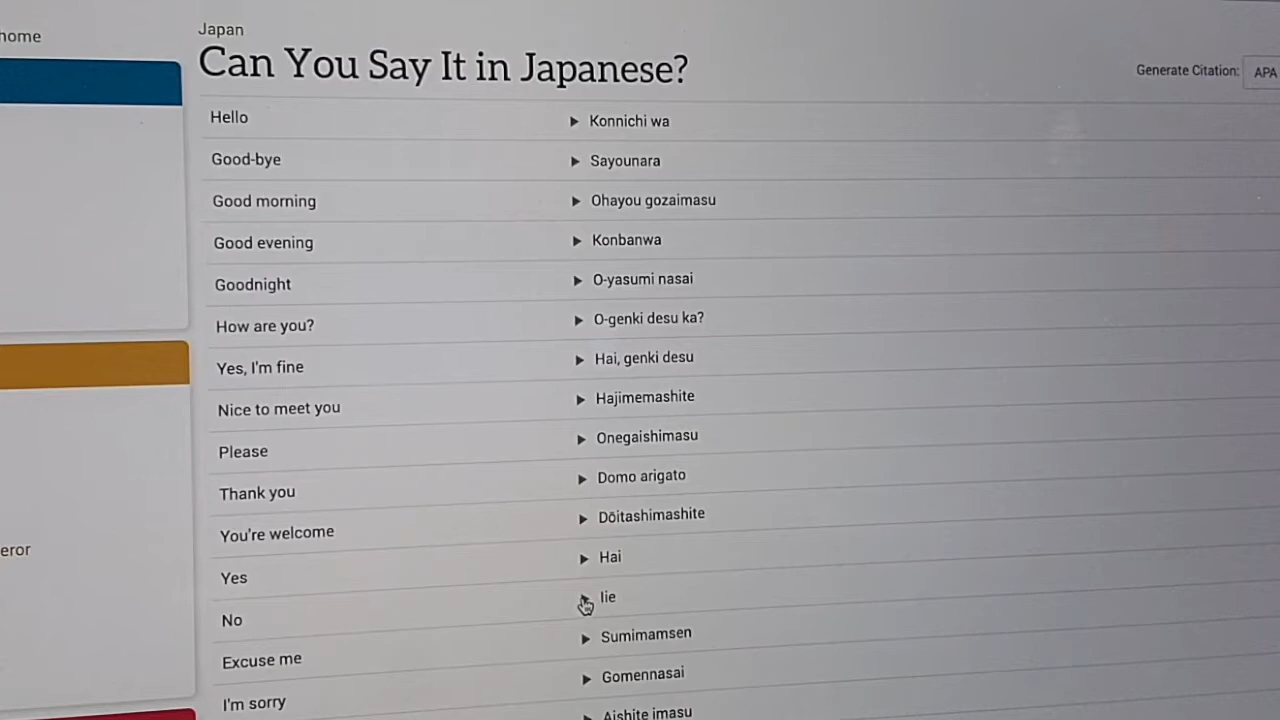 home
Japan
Can You Say It in Japanese?
Generate Citation: APA
Hello Konnichi wa
Good-bye Sayounara
Good morning Ohayou gozaimasu
Good evening Konbanwa
Goodnight O-yasumi nasai
How are you? O-genki desu ka?
Yes, I'm fine Hai, genki desu
Nice to meet you Hajimemashite
Please Onegaishimasu
Thank you Domo arigato
You're welcome Dōitashimashite
eror
Yes Hai
No Iie
Excuse me Sumimamsen
I'm sorry Gomennasai
Aishite imasu